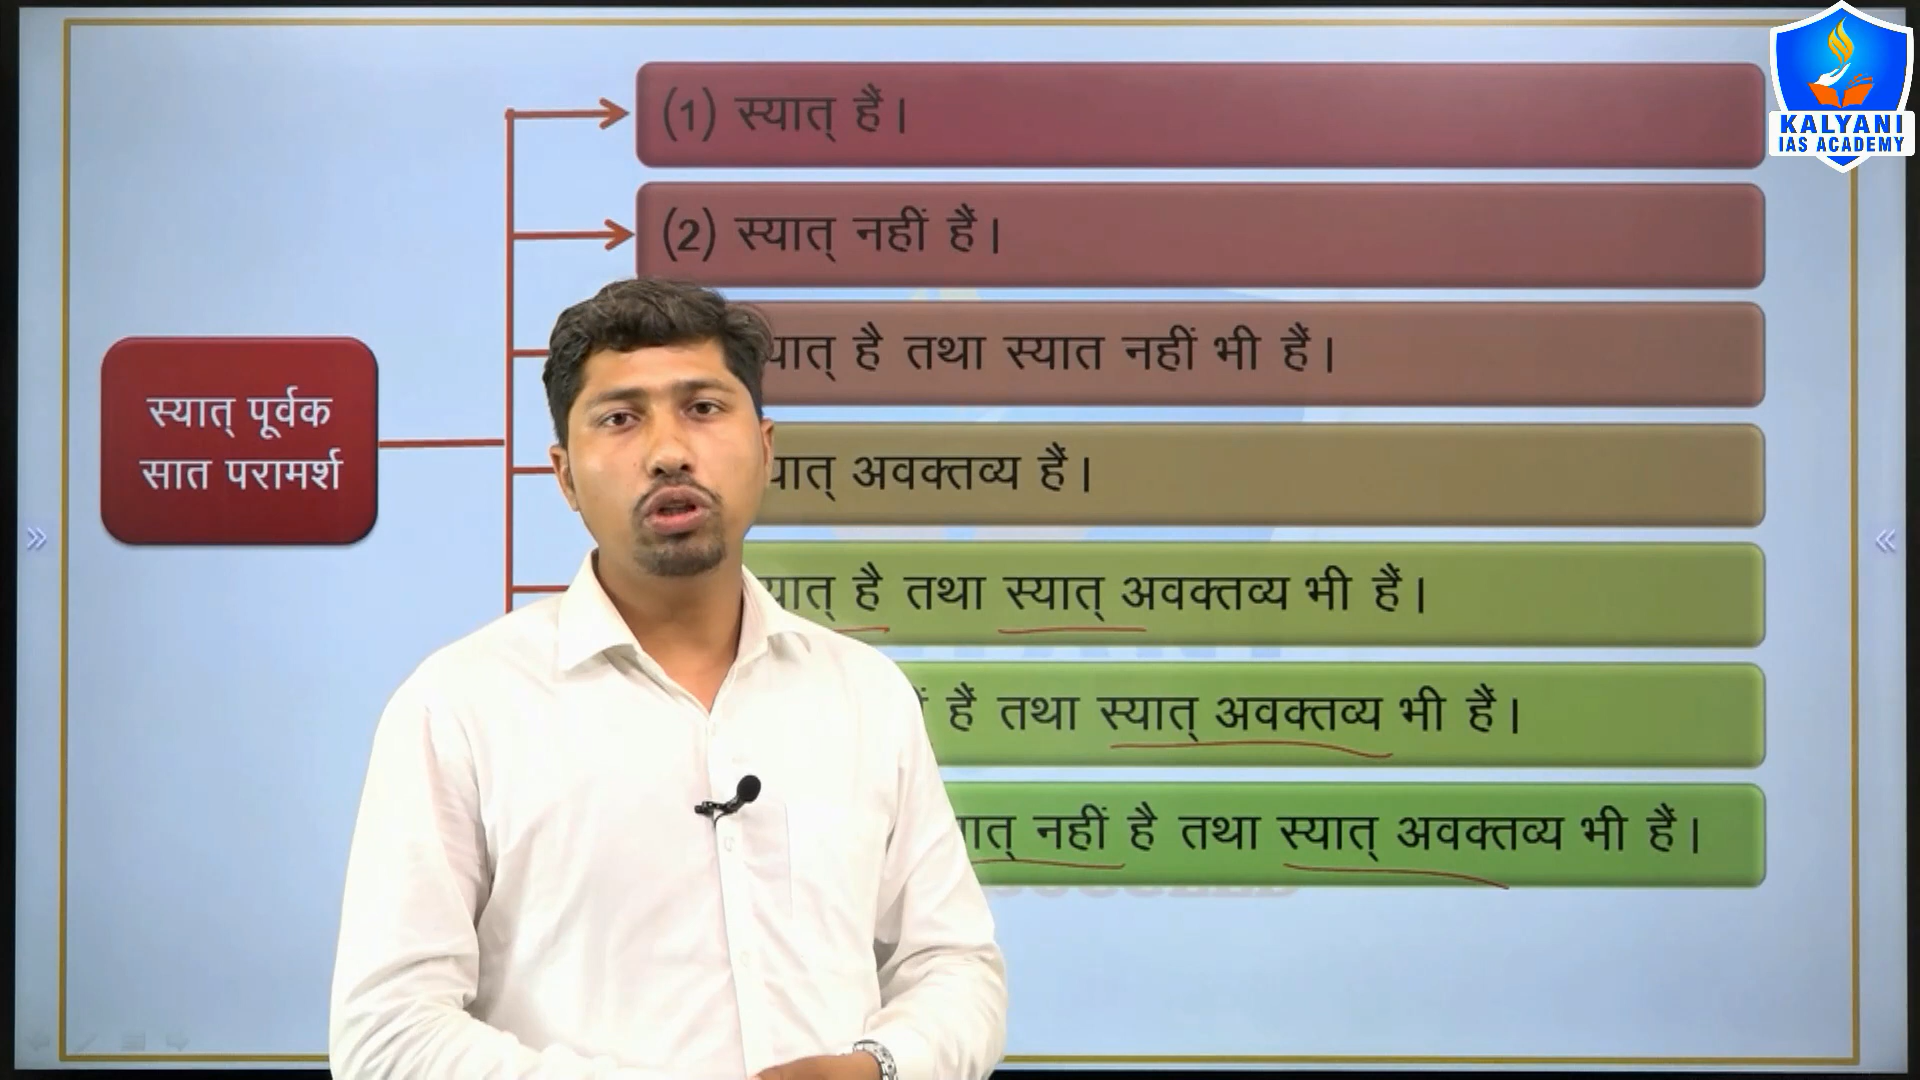 (1) स्यात् हैं।
(2) स्यात् नहीं हैं।
है तथा स्यात नहीं भी हैं।
अवक्तव्य हैं।
है तथा स्यात् अवक्तव्य भी हैं।
हैं तथा स्यात् अवक्तव्य भी हैं।
नहीं है तथा स्यात् अवक्तव्य भी हैं।
स्यात् पूर्वक
सात परामर्श
KALYANI
IAS ACADEMY